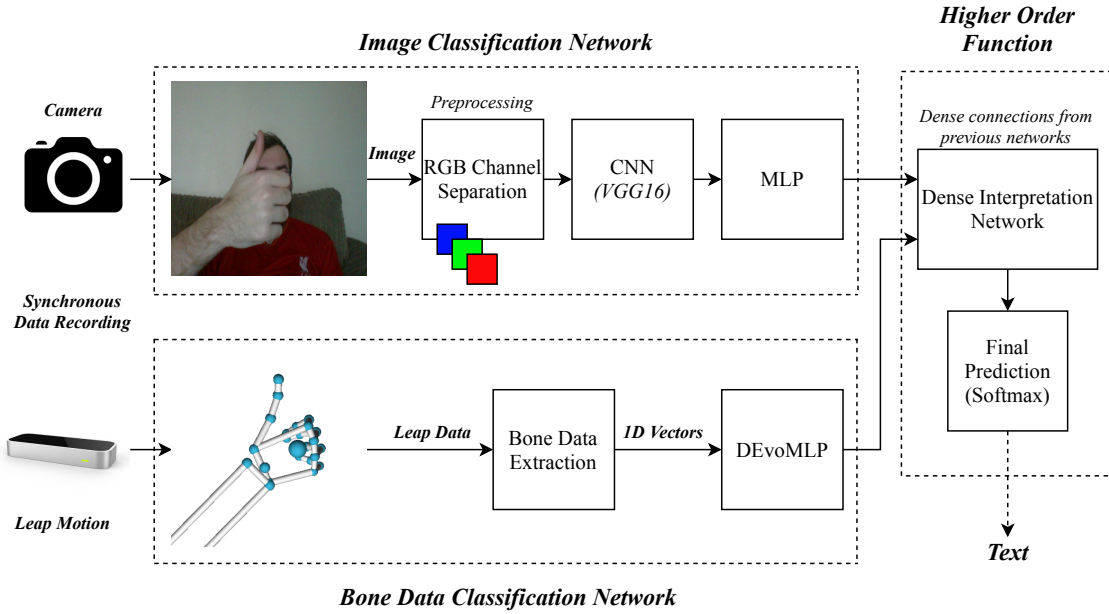 Higher Order
Function
Image Classification Network
Camera
Preprocessing
Image
RGB Channel
Separation
CNN
(VGG16)
MLP
Dense connections from
previous networks
Dense Interpretation
Network
Synchronous
Data Recording
Final
Prediction
(Softmax)
Leap Data
Bone Data
Extraction
1D Vectors
DEvoMLP
Leap Motion
Text
Bone Data Classification Network